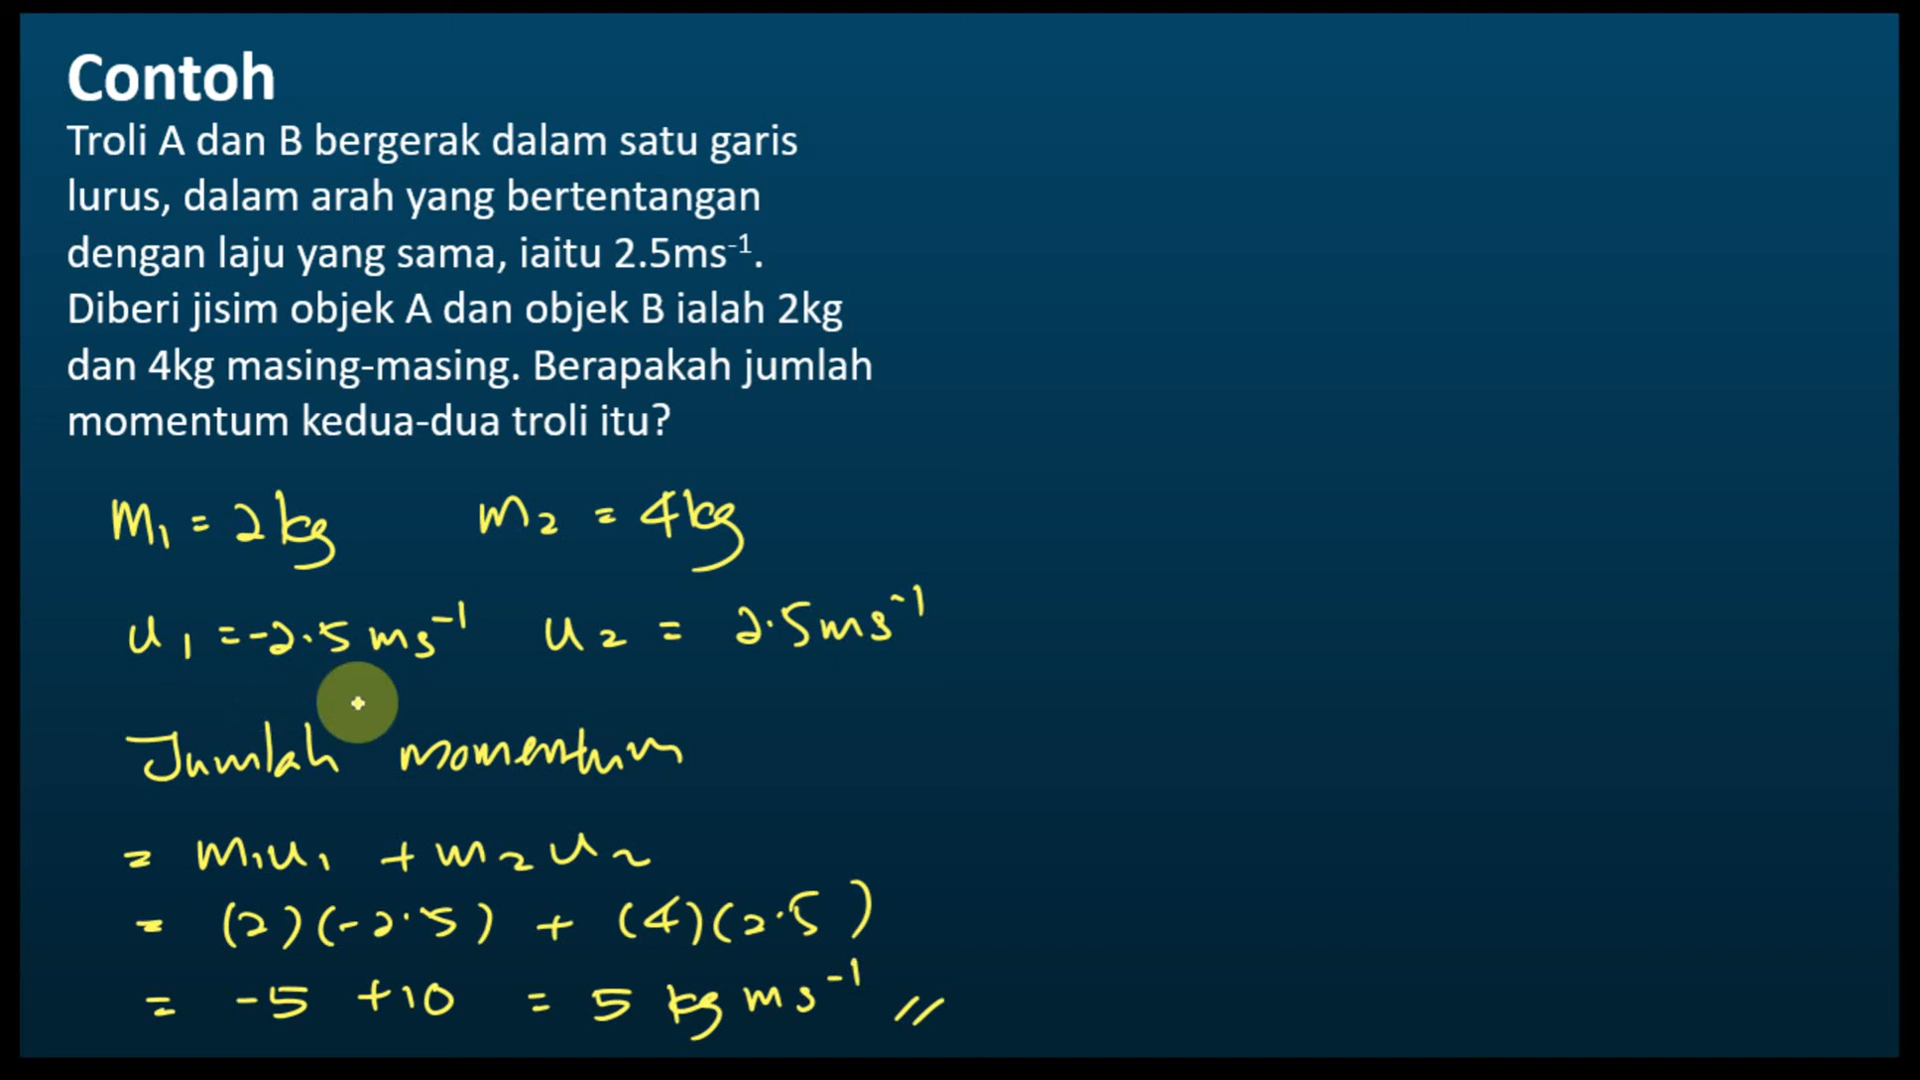 Contoh
Troli A dan B bergerak dalam satu garis
lurus, dalam arah yang bertentangan
dengan laju yang sama, iaitu 2.5ms⁻¹.
Diberi jisim objek A dan objek B ialah 2kg
dan 4kg masing-masing. Berapakah jumlah
momentum kedua-dua troli itu?
m₁ = 2kg m₂ = 4kg
u₁ = -2.5 ms⁻¹ u₂ = 2.5ms⁻¹
Jumlah momentum
= m₁u₁ + m₂u₂
= (2)(-2.5) + (4)(2.5)
= -5 +10 = 5 kg ms⁻¹ //